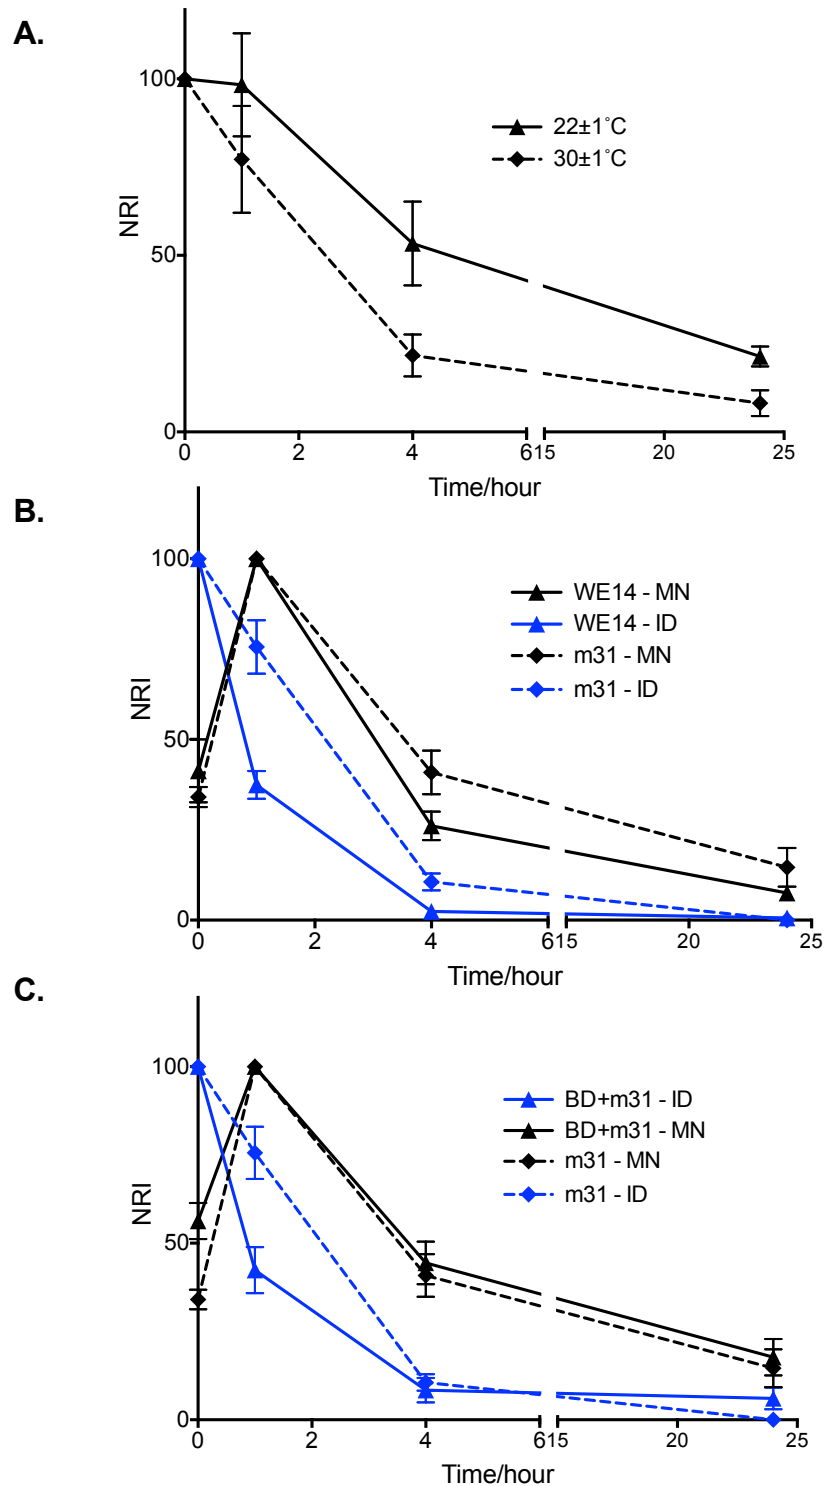 A.
100
50
0
NRI
22±1˚C
30±1˚C
0 2 4 6 15 20 25
Time/hour
B.
100
50
0
NRI
WE14 - MN
WE14 - ID
m31 - MN
m31 - ID
0 2 4 6 15 20 25
Time/hour
C.
100
50
0
NRI
BD+m31 - ID
BD+m31 - MN
m31 - MN
m31 - ID
0 2 4 6 15 20 25
Time/hour